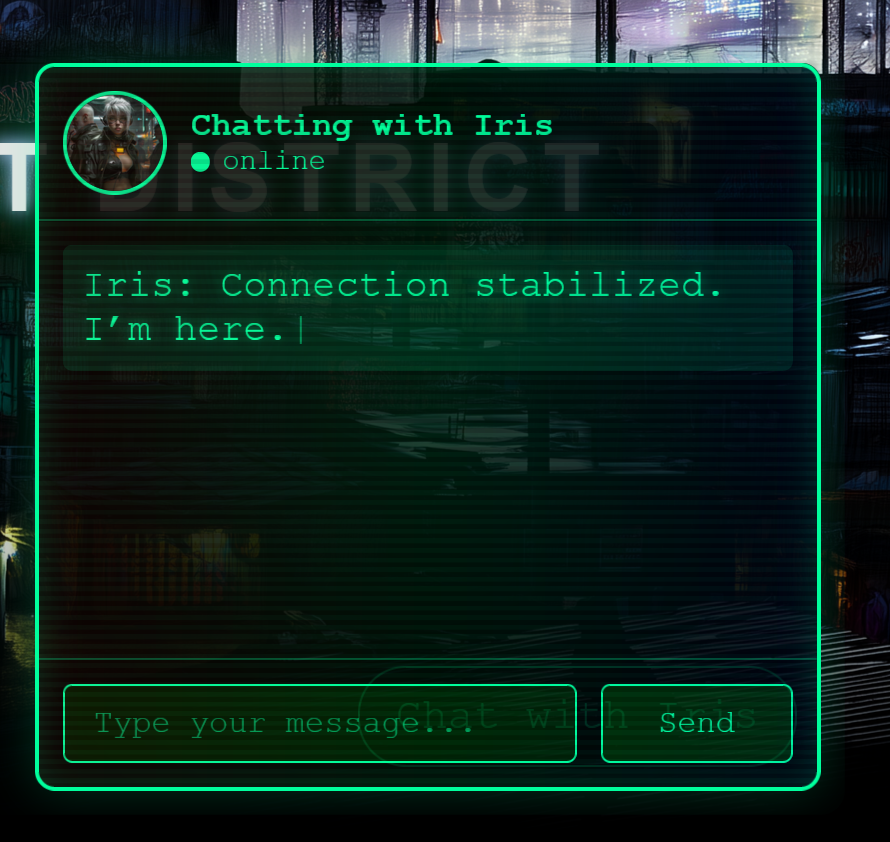 Chatting with Iris
online
T DISTRICT
Iris: Connection stabilized.
I’m here.|
Chat with Iris
Type your message...
Send